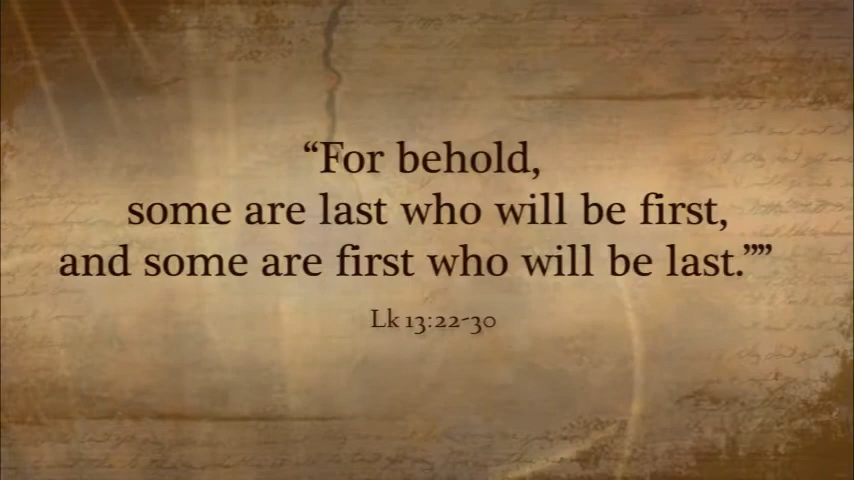 “For behold,
some are last who will be first,
and some are first who will be last.””
Lk 13:22-30